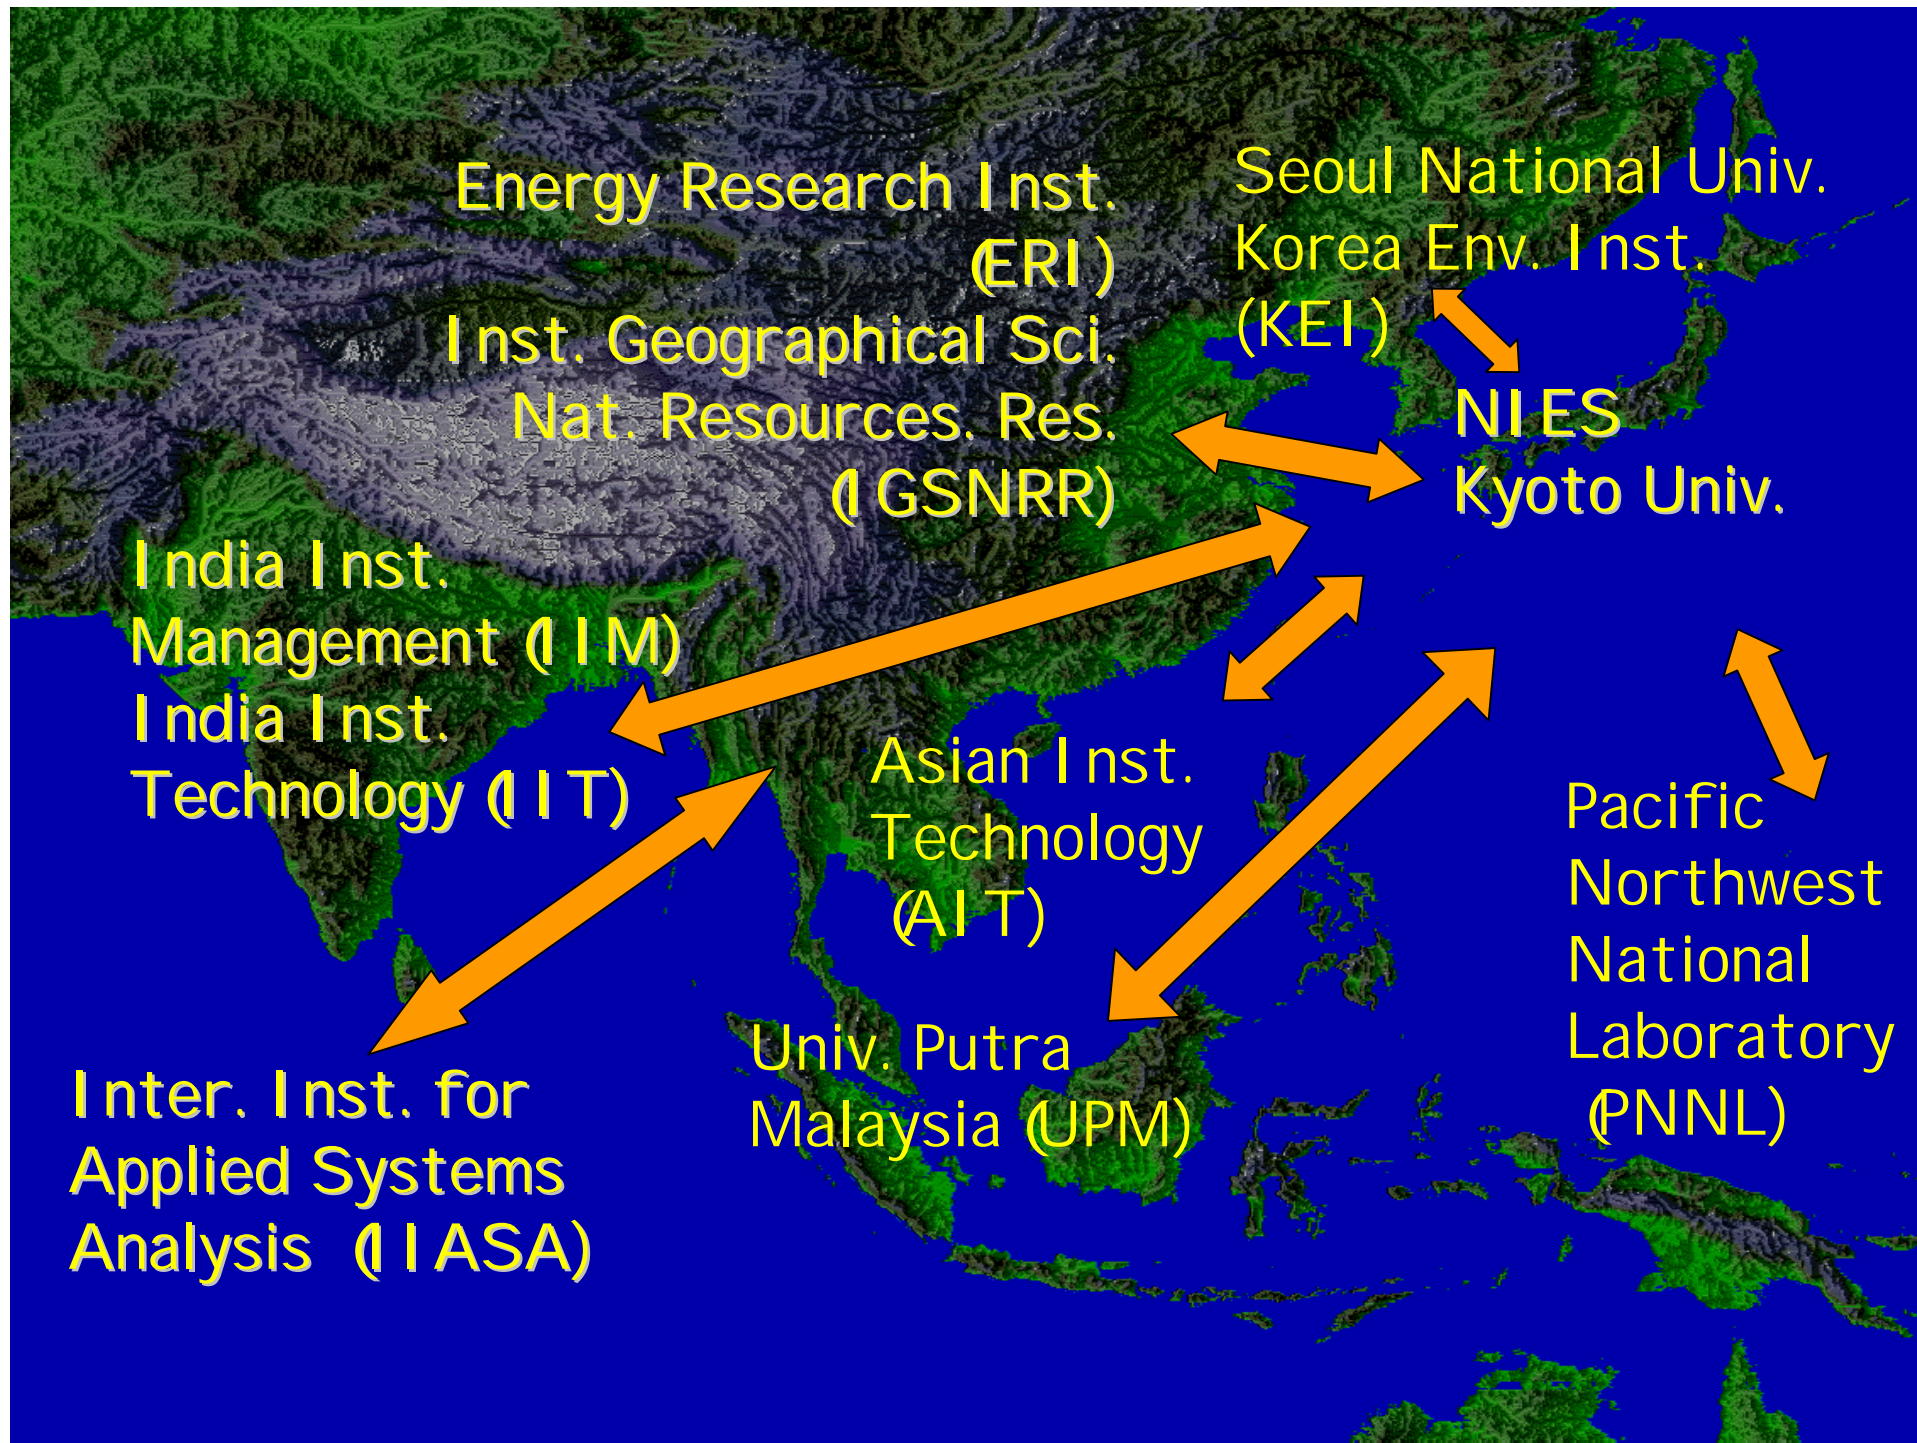 Energy Research Inst.
(ERI)
Inst. Geographical Sci.
Nat. Resources. Res.
(IGSNRR)
Seoul National Univ.
Korea Env. Inst.
(KEI)
NIES
Kyoto Univ.
India Inst.
Management (IIM)
India Inst.
Technology (IIT)
Asian Inst.
Technology
(AIT)
Pacific
Northwest
National
Laboratory
(PNNL)
Univ. Putra
Malaysia (UPM)
Inter. Inst. for
Applied Systems
Analysis (IIASA)